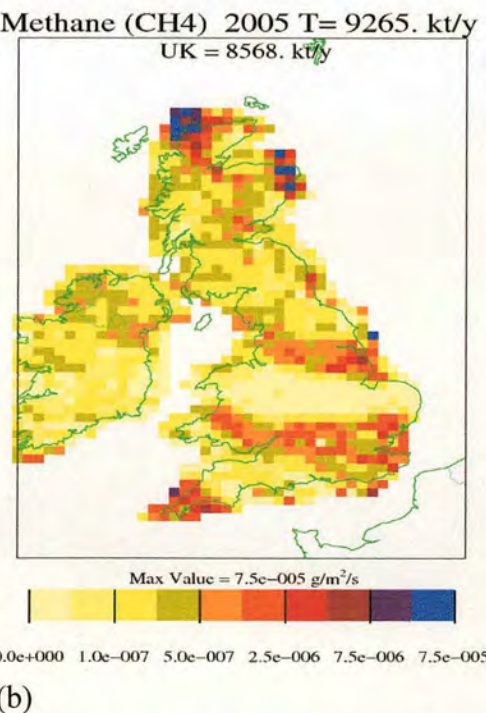 Methane (CH4) 2005 T= 9265. kt/y
UK = 8568. kt/y
Max Value = 7.5e−005 g/m²/s
0.0e+000 1.0e−007 5.0e−007 2.5e−006 7.5e−006 7.5e−005
(b)